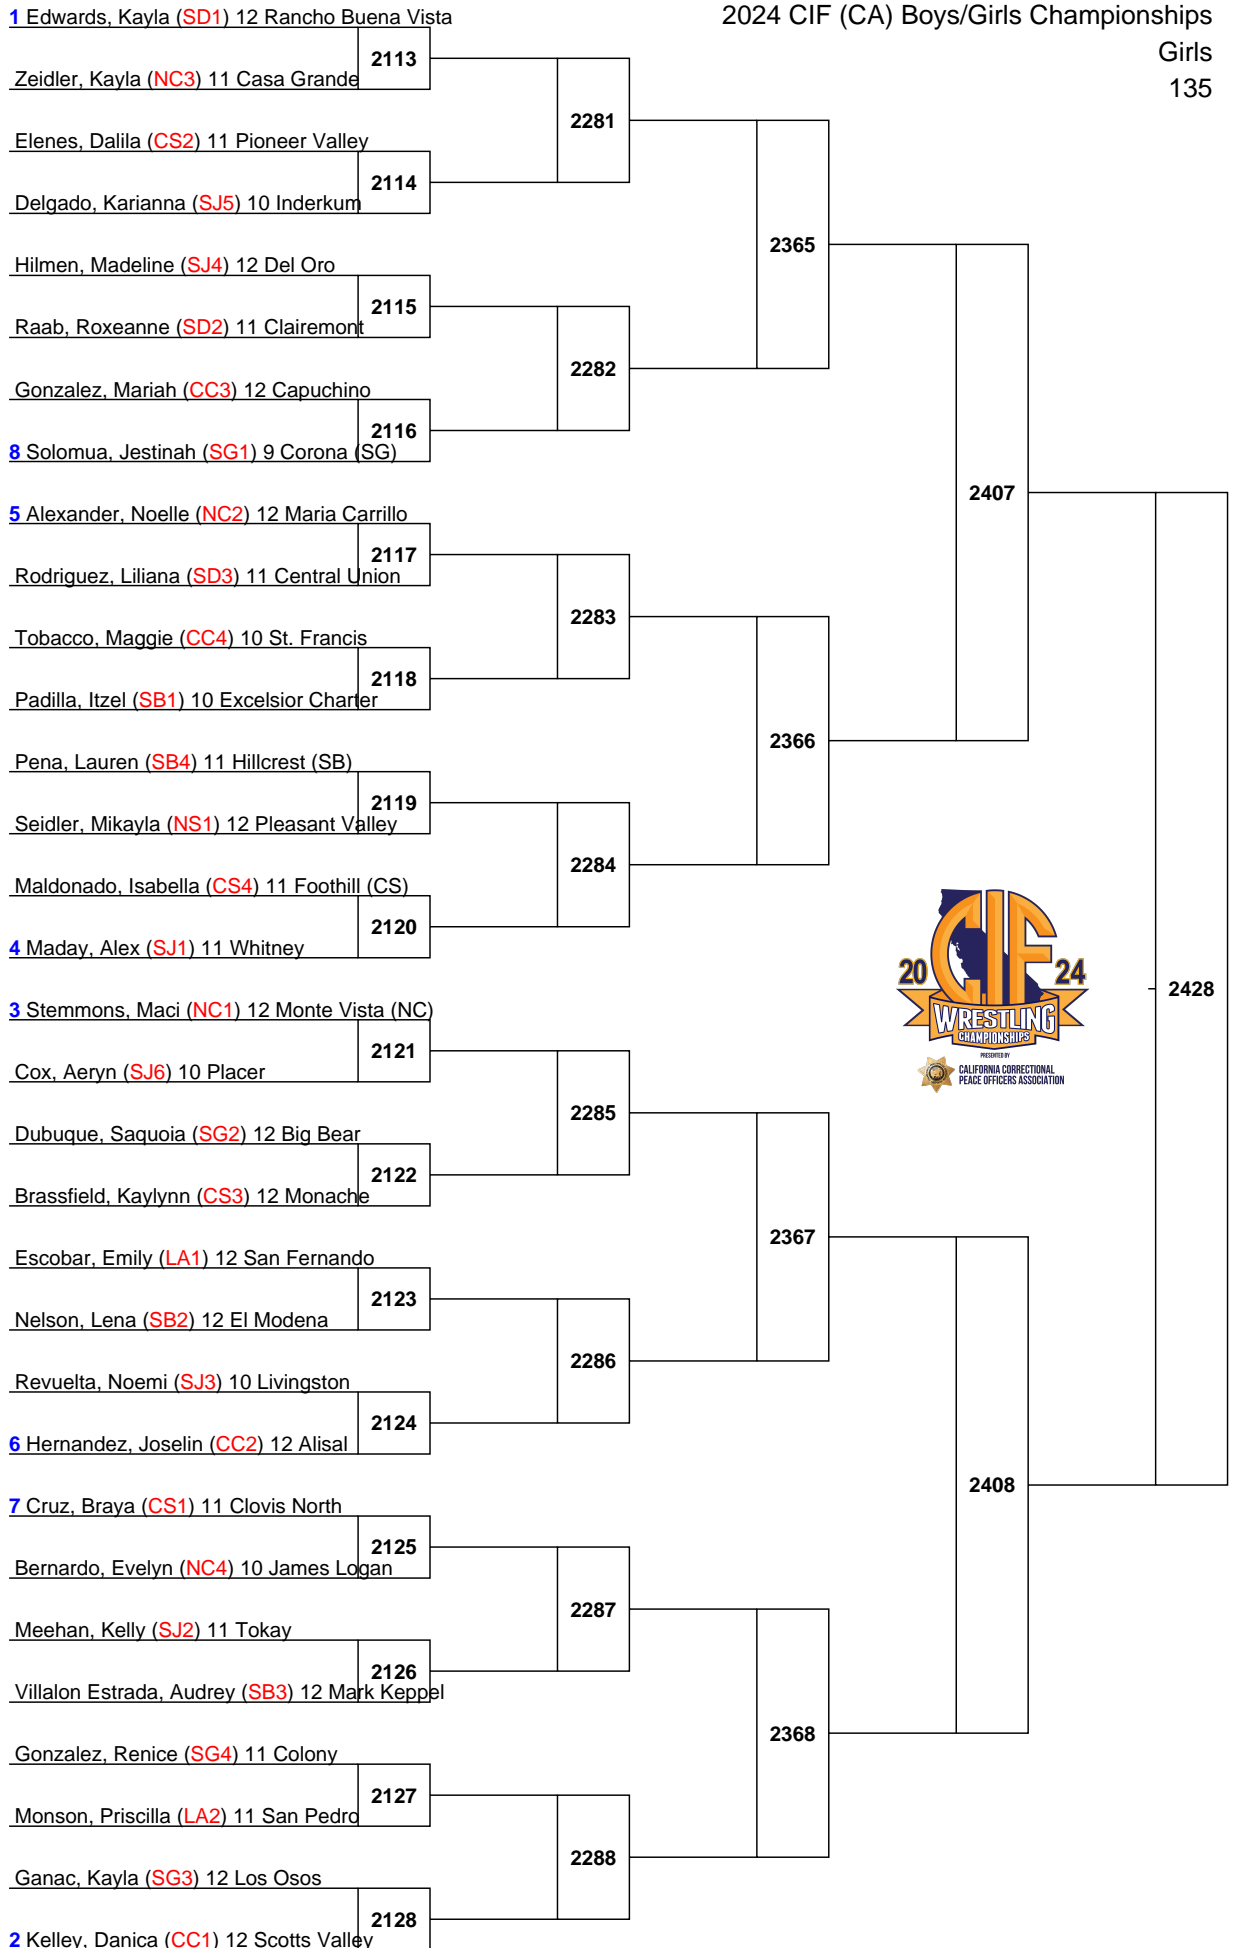 2024 CIF (CA) Boys/Girls Championships
Girls
135
1 Edwards, Kayla (SD1) 12 Rancho Buena Vista
2113
Zeidler, Kayla (NC3) 11 Casa Grande
2281
Elenes, Dalila (CS2) 11 Pioneer Valley
2114
Delgado, Karianna (SJ5) 10 Inderkum
2365
Hilmen, Madeline (SJ4) 12 Del Oro
2115
Raab, Roxeanne (SD2) 11 Clairemont
2282
Gonzalez, Mariah (CC3) 12 Capuchino
2116
8 Solomua, Jestinah (SG1) 9 Corona (SG)
2407
5 Alexander, Noelle (NC2) 12 Maria Carrillo
2117
Rodriguez, Liliana (SD3) 11 Central Union
2283
Tobacco, Maggie (CC4) 10 St. Francis
2118
Padilla, Itzel (SB1) 10 Excelsior Charter
2366
Pena, Lauren (SB4) 11 Hillcrest (SB)
2119
Seidler, Mikayla (NS1) 12 Pleasant Valley
2284
Maldonado, Isabella (CS4) 11 Foothill (CS)
2120
4 Maday, Alex (SJ1) 11 Whitney
20 CIF 24
WRESTLING
CHAMPIONSHIPS
PRESENTED BY
CALIFORNIA CORRECTIONAL
PEACE OFFICERS ASSOCIATION
2428
3 Stemmons, Maci (NC1) 12 Monte Vista (NC)
2121
Cox, Aeryn (SJ6) 10 Placer
2285
Dubuque, Saquoia (SG2) 12 Big Bear
2122
Brassfield, Kaylynn (CS3) 12 Monache
2367
Escobar, Emily (LA1) 12 San Fernando
2123
Nelson, Lena (SB2) 12 El Modena
2286
Revuelta, Noemi (SJ3) 10 Livingston
2124
6 Hernandez, Joselin (CC2) 12 Alisal
2408
7 Cruz, Braya (CS1) 11 Clovis North
2125
Bernardo, Evelyn (NC4) 10 James Logan
2287
Meehan, Kelly (SJ2) 11 Tokay
2126
Villalon Estrada, Audrey (SB3) 12 Mark Keppel
2368
Gonzalez, Renice (SG4) 11 Colony
2127
Monson, Priscilla (LA2) 11 San Pedro
2288
Ganac, Kayla (SG3) 12 Los Osos
2128
2 Kelley, Danica (CC1) 12 Scotts Valley